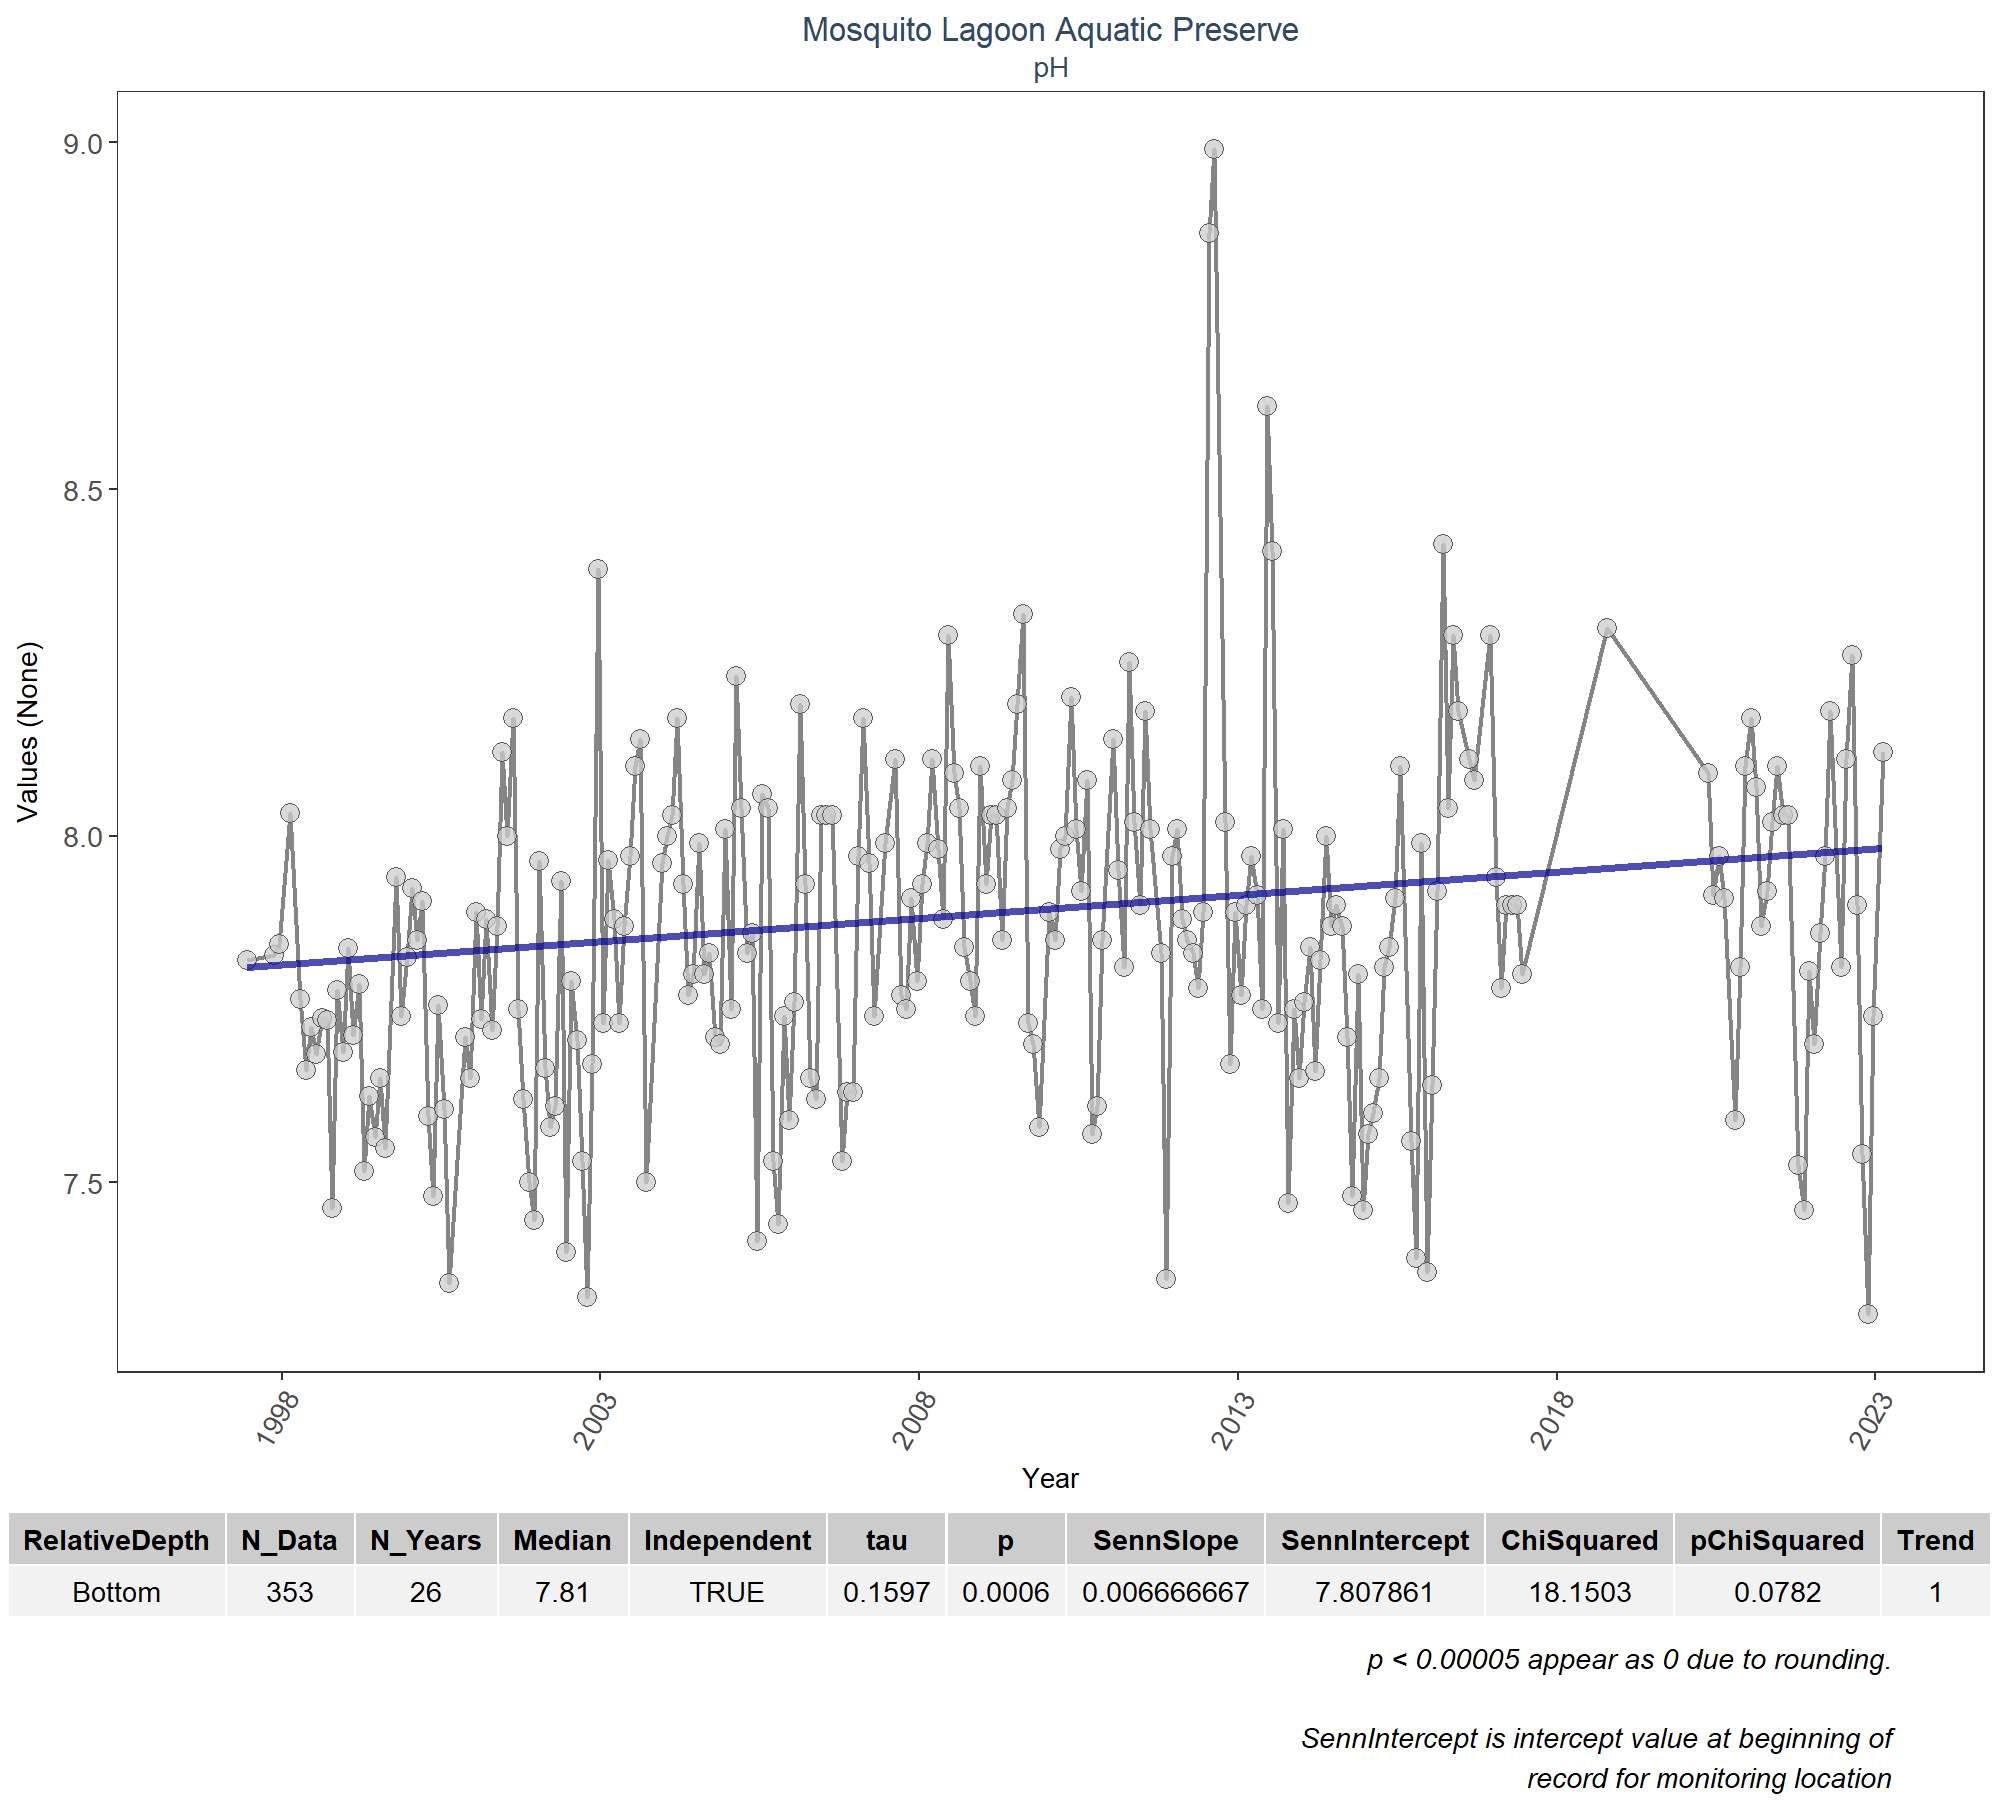 Mosquito Lagoon Aquatic Preserve
pH
9.0
8.5
8.0
7.5
Values (None)
1998 2003 2008 2013 2018 2023
Year
RelativeDepth N_Data N_Years Median Independent tau p SennSlope SennIntercept ChiSquared pChiSquared Trend
Bottom 353 26 7.81 TRUE 0.1597 0.0006 0.006666667 7.807861 18.1503 0.0782 1
p < 0.00005 appear as 0 due to rounding.
SennIntercept is intercept value at beginning of
record for monitoring location